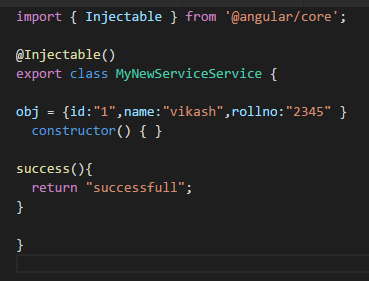 import { Injectable } from '@angular/core';
@Injectable()
export class MyNewServiceService {
obj = {id:"1",name:"vikash",rollno:"2345" }
constructor() { }
success(){
return "successfull";
}
}